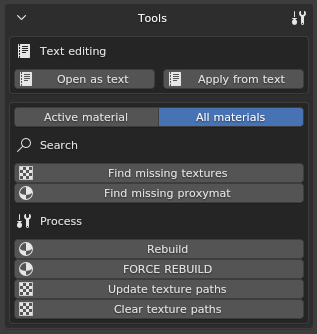 Tools
Text editing
Open as text
Apply from text
Active material
All materials
Search
Find missing textures
Find missing proxymat
Process
Rebuild
FORCE REBUILD
Update texture paths
Clear texture paths